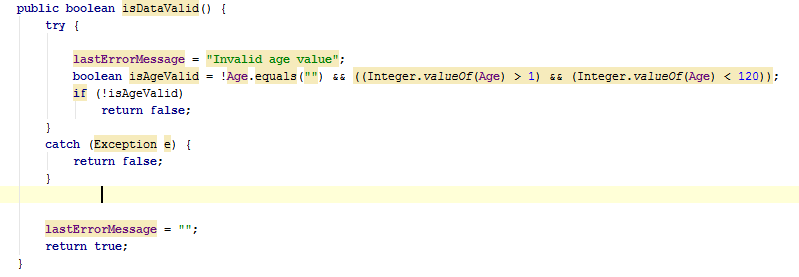 public boolean isDataValid() {
try {
lastErrorMessage = "Invalid age value";
boolean isAgeValid = !Age.equals("") && ((Integer.valueOf(Age) > 1) && (Integer.valueOf(Age) < 120));
if (!isAgeValid)
return false;
}
catch (Exception e) {
return false;
}
lastErrorMessage = "";
return true;
}